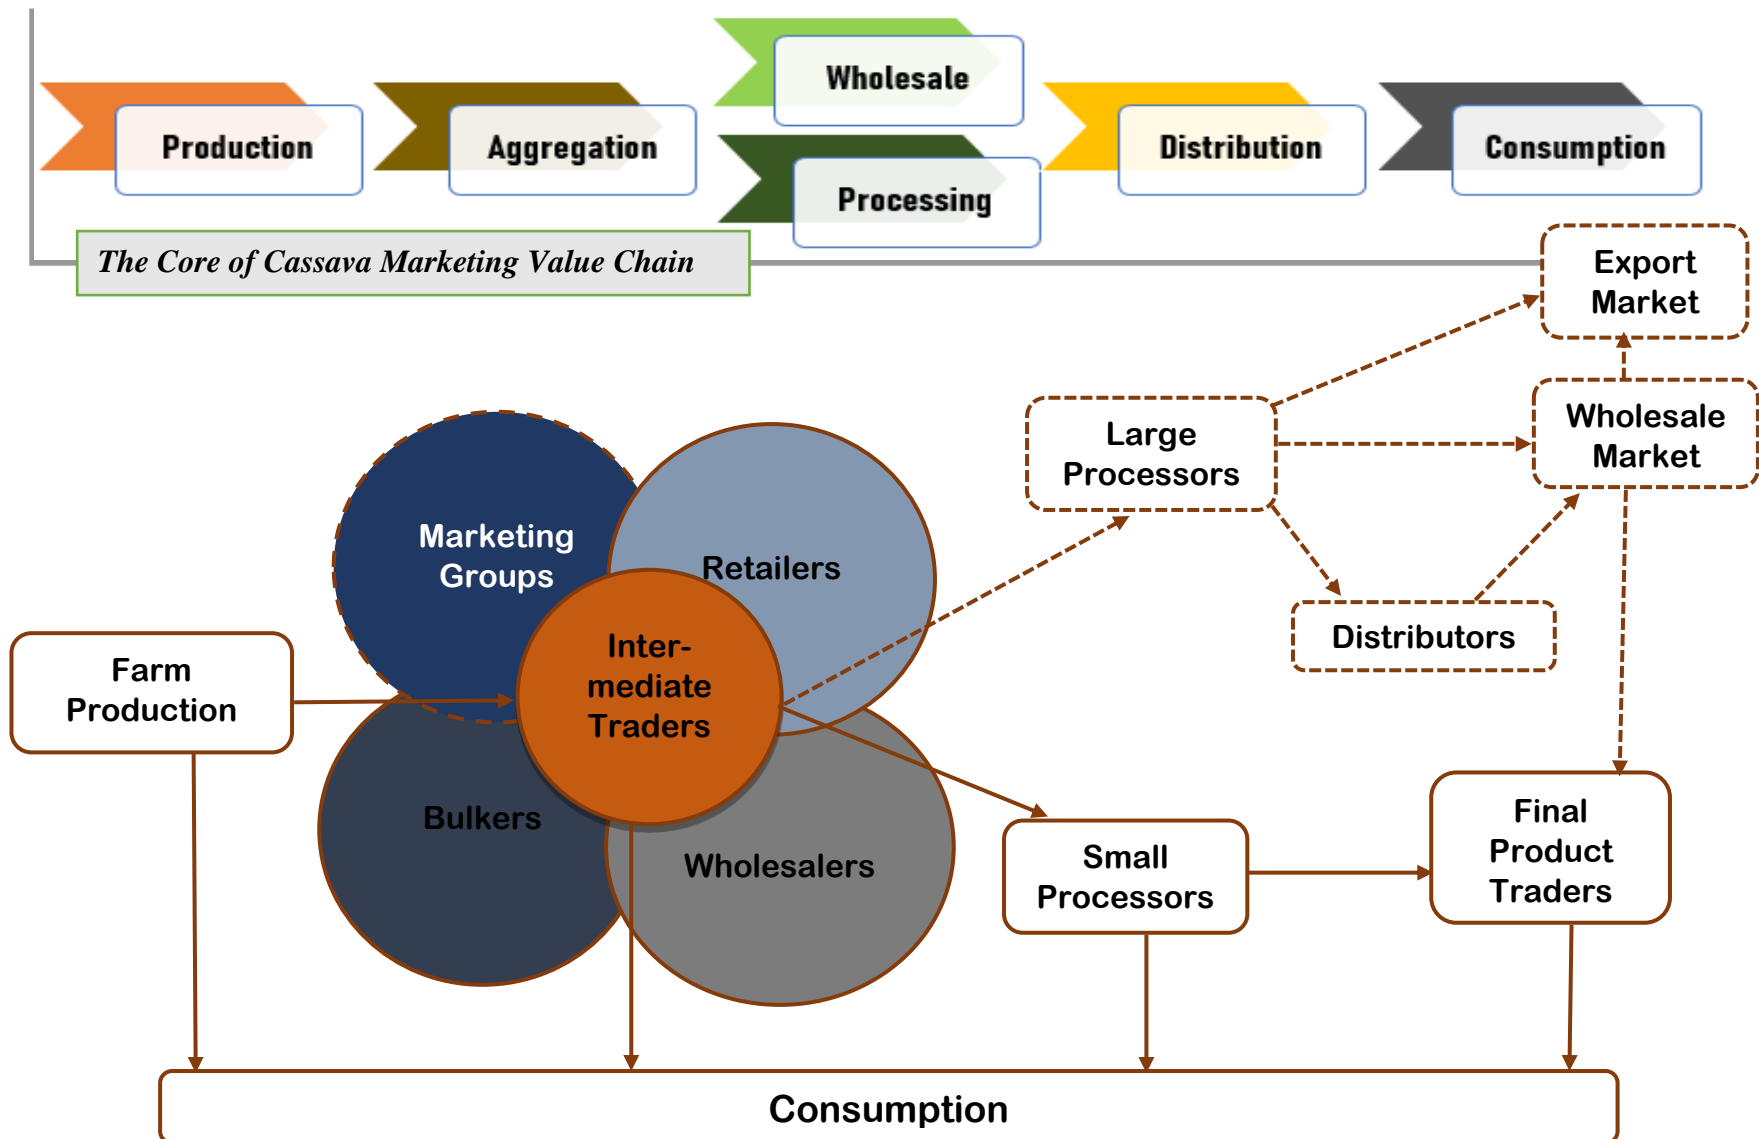 Wholesale
Production
Aggregation
Distribution
Consumption
Processing
The Core of Cassava Marketing Value Chain
Export
Market
Wholesale
Market
Large
Processors
Marketing
Groups
Retailers
Distributors
Inter-
mediate
Traders
Farm
Production
Bulkers
Wholesalers
Small
Processors
Final
Product
Traders
Consumption